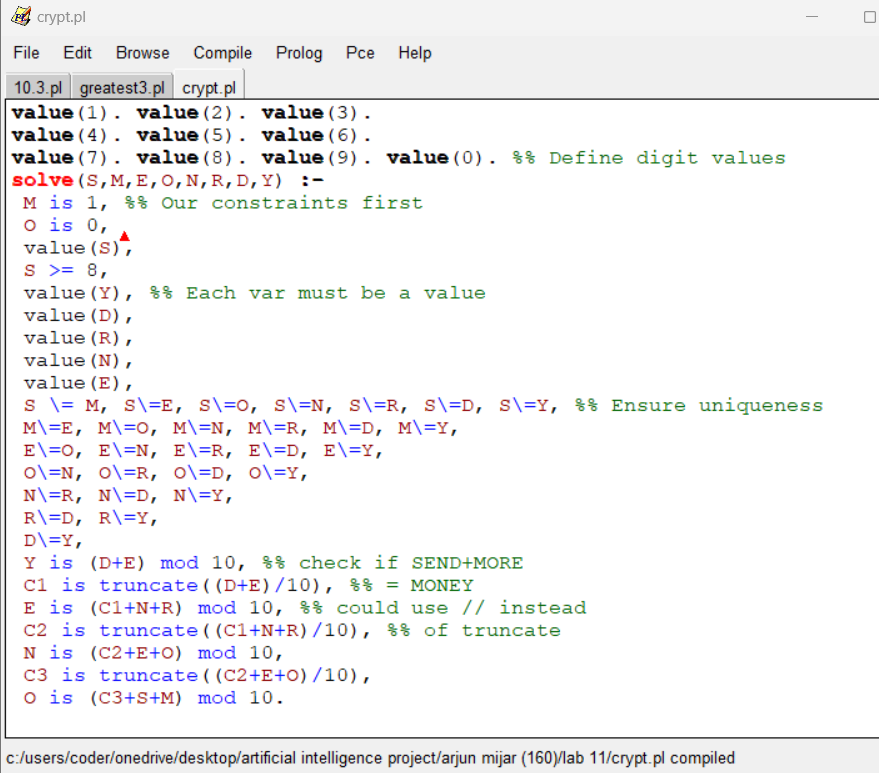 crypt.pl
File Edit Browse Compile Prolog Pce Help
10.3.pl greatest3.pl crypt.pl
value(1). value(2). value(3).
value(4). value(5). value(6).
value(7). value(8). value(9). value(0). %% Define digit values
solve(S,M,E,O,N,R,D,Y) :-
M is 1, %% Our constraints first
O is 0,
value(S),
S >= 8,
value(Y), %% Each var must be a value
value(D),
value(R),
value(N),
value(E),
S \= M, S\=E, S\=O, S\=N, S\=R, S\=D, S\=Y, %% Ensure uniqueness
M\=E, M\=O, M\=N, M\=R, M\=D, M\=Y,
E\=O, E\=N, E\=R, E\=D, E\=Y,
O\=N, O\=R, O\=D, O\=Y,
N\=R, N\=D, N\=Y,
R\=D, R\=Y,
D\=Y,
Y is (D+E) mod 10, %% check if SEND+MORE
C1 is truncate((D+E)/10), %% = MONEY
E is (C1+N+R) mod 10, %% could use // instead
C2 is truncate((C1+N+R)/10), %% of truncate
N is (C2+E+O) mod 10,
C3 is truncate((C2+E+O)/10),
O is (C3+S+M) mod 10.
c:/users/coder/onedrive/desktop/artificial intelligence project/arjun mijar (160)/lab 11/crypt.pl compiled